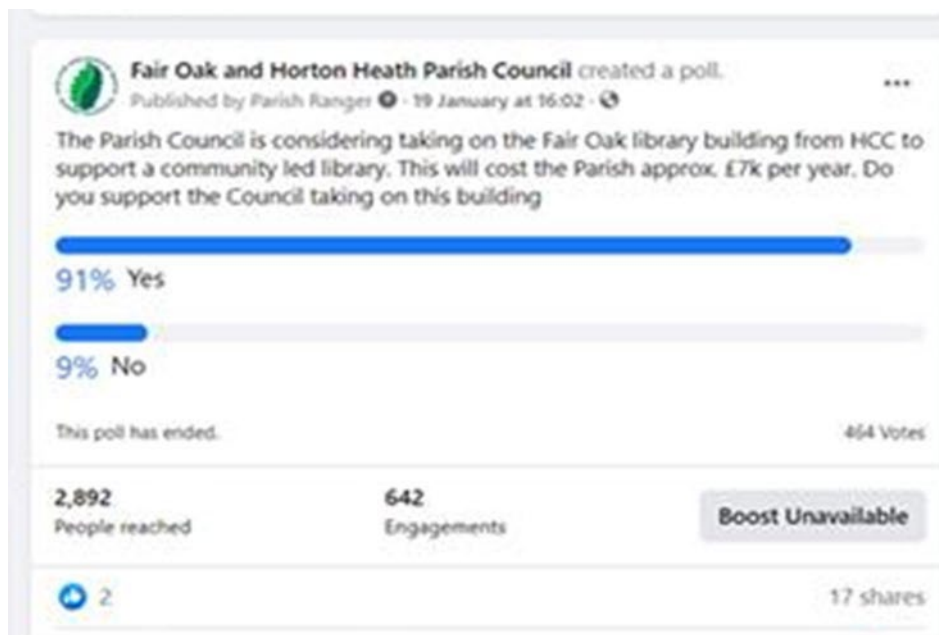 Fair Oak and Horton Heath Parish Council created a poll.
Published by Parish Ranger · 19 January at 16:02 ·
The Parish Council is considering taking on the Fair Oak library building from HCC to
support a community led library. This will cost the Parish approx. £7k per year. Do
you support the Council taking on this building
91% Yes
9% No
This poll has ended.
464 Votes
2,892
People reached
642
Engagements
Boost Unavailable
2
17 shares